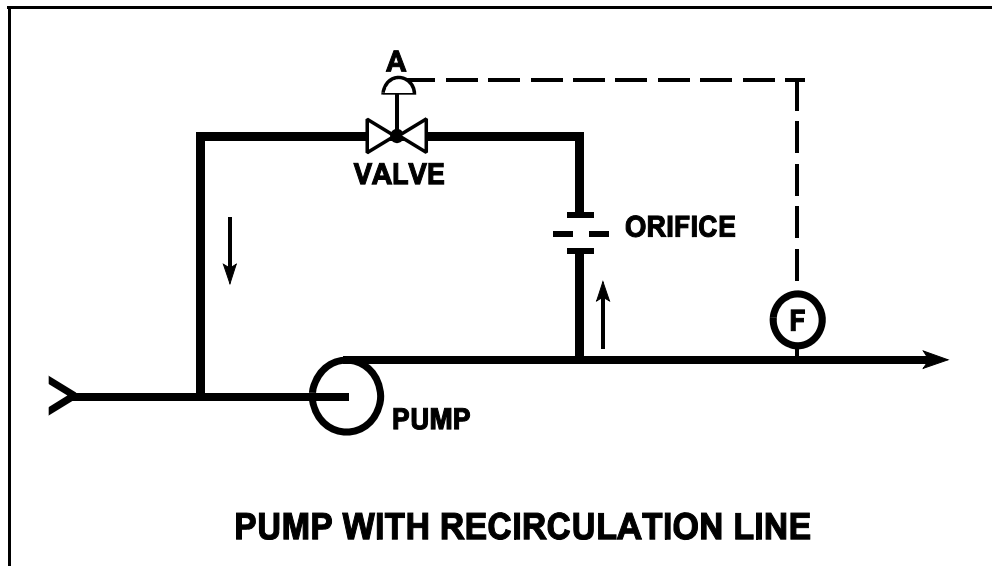 A
VALVE
ORIFICE
F
PUMP
PUMP WITH RECIRCULATION LINE